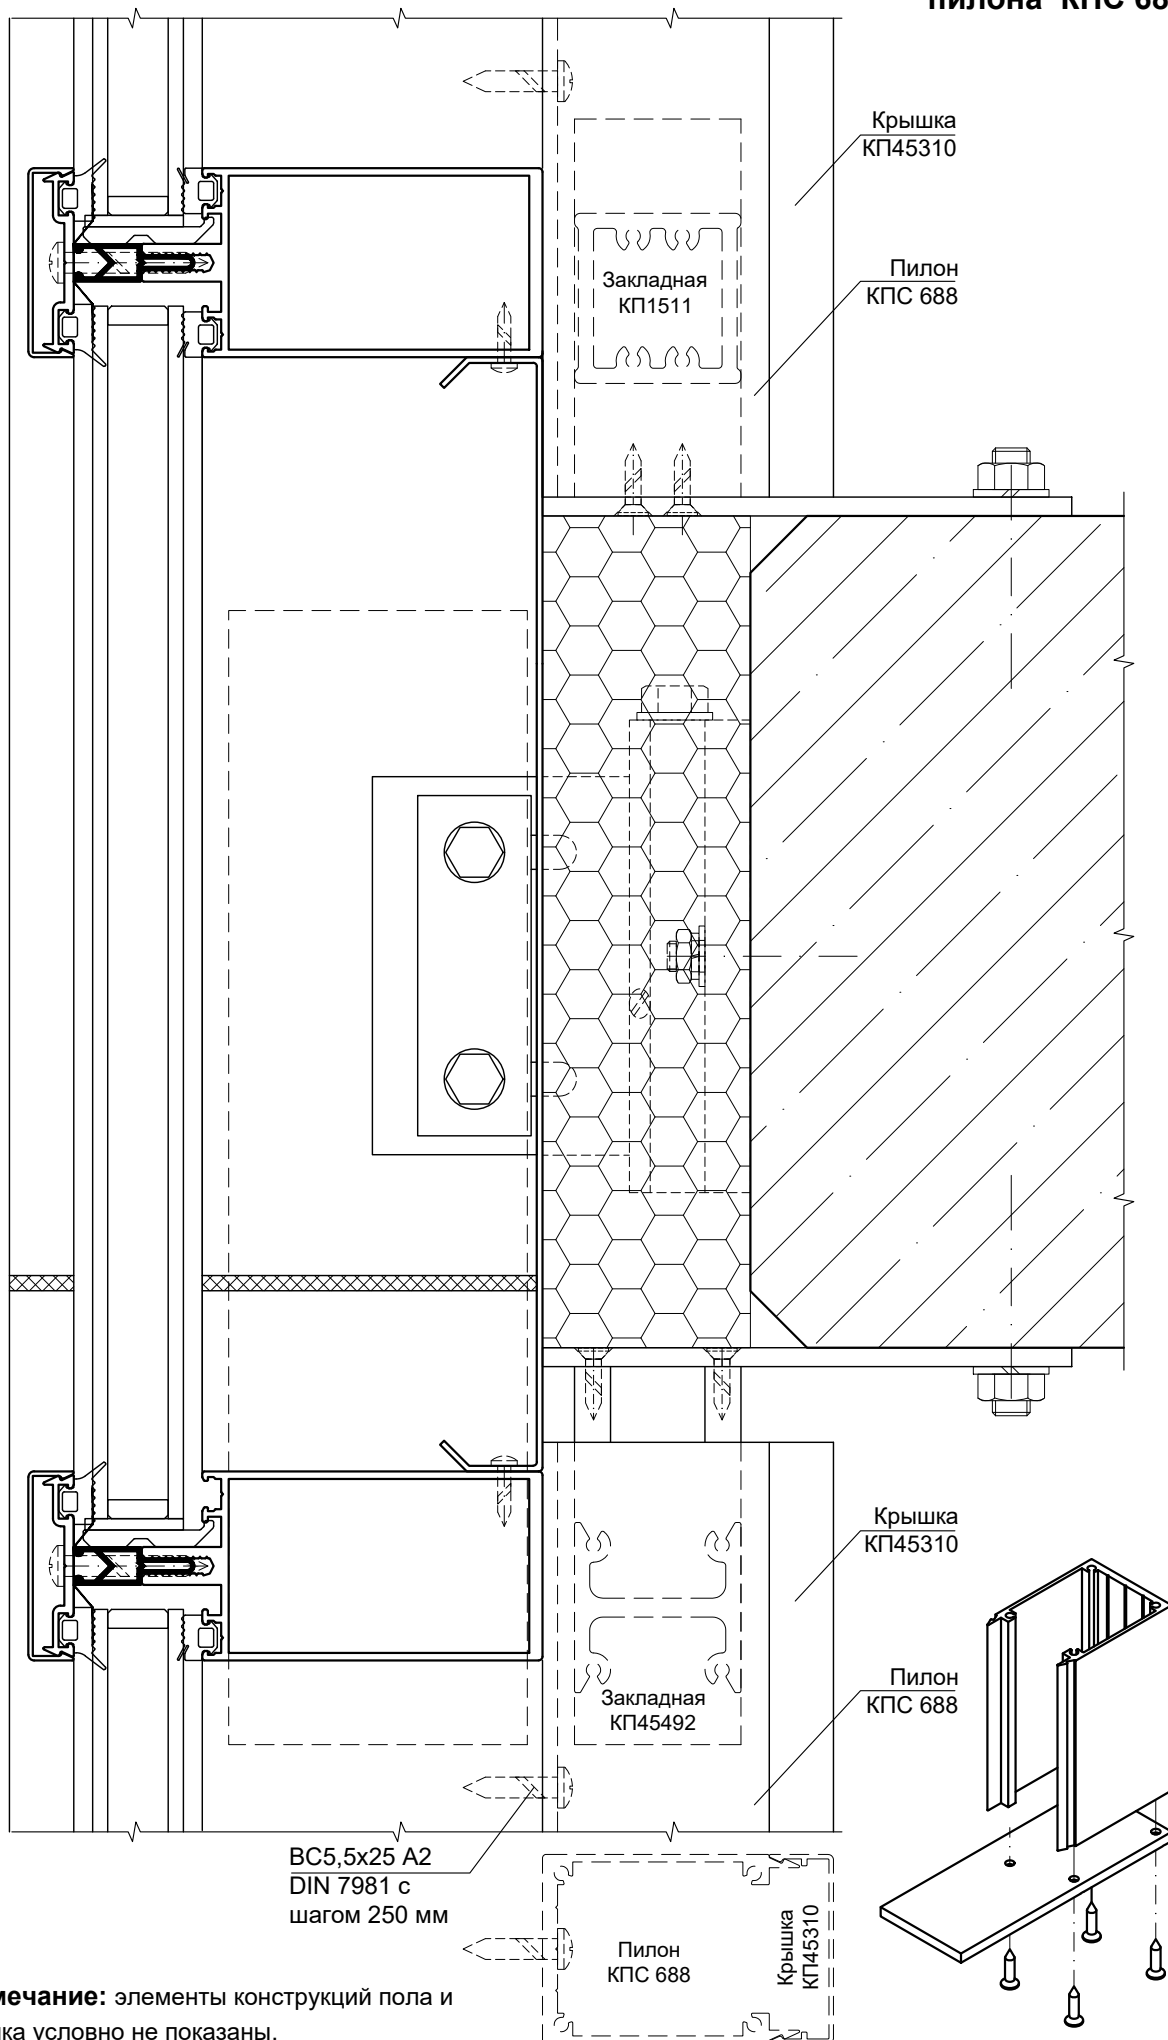 пилона КПС 68
Крышка
КП45310
Пилон
КПС 688
Закладная
КП1511
Крышка
КП45310
Пилон
КПС 688
Закладная
КП45492
ВС5,5х25 А2
DIN 7981 с
шагом 250 мм
Пилон
КПС 688
Крышка
КП45310
мечание: элементы конструкций пола и
ка условно не показаны.